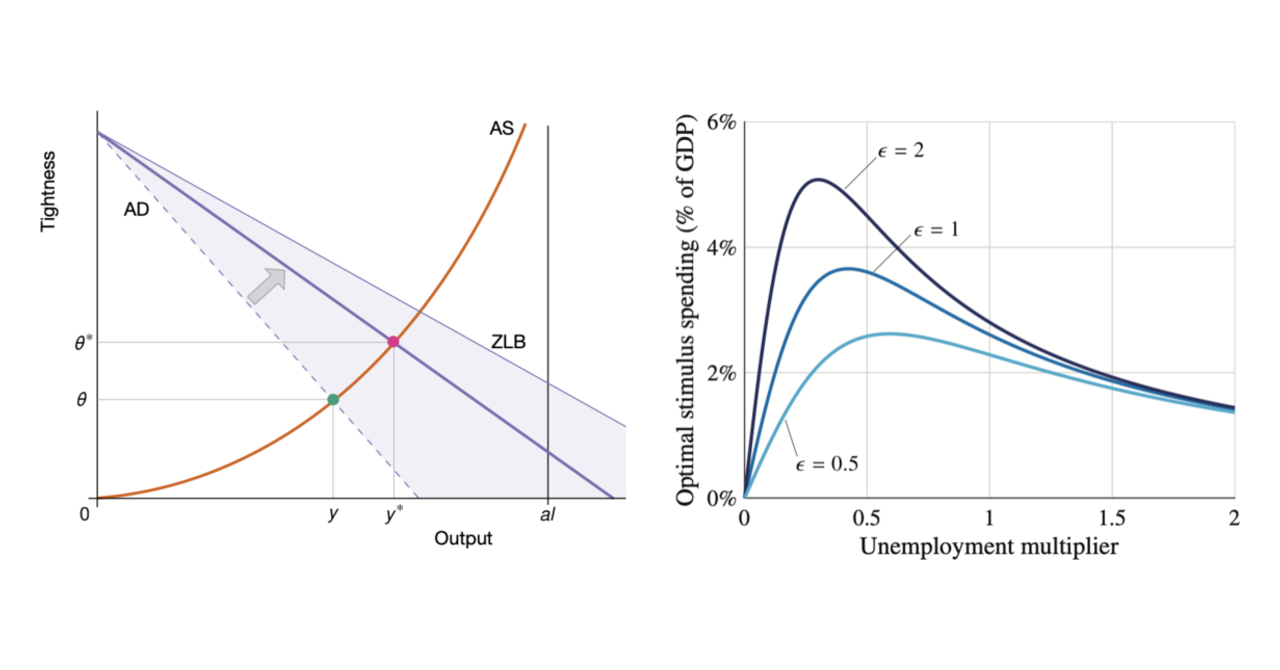 Tightness
AS
AD
θ*
ZLB
θ
0
y
y*
al
Output
Optimal stimulus spending (% of GDP)
6%
ϵ = 2
ϵ = 1
4%
2%
ϵ = 0.5
0%
0
0.5
1
1.5
2
Unemployment multiplier